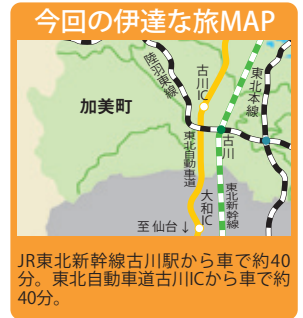 今回の伊達な旅MAP
加美町
陸羽東線
古川IC
東北本線
古川
東北自動車道
東北新幹線
大和IC
至 仙台 ↓
JR東北新幹線古川駅から車で約40
分。東北自動車道古川ICから車で約
40分。